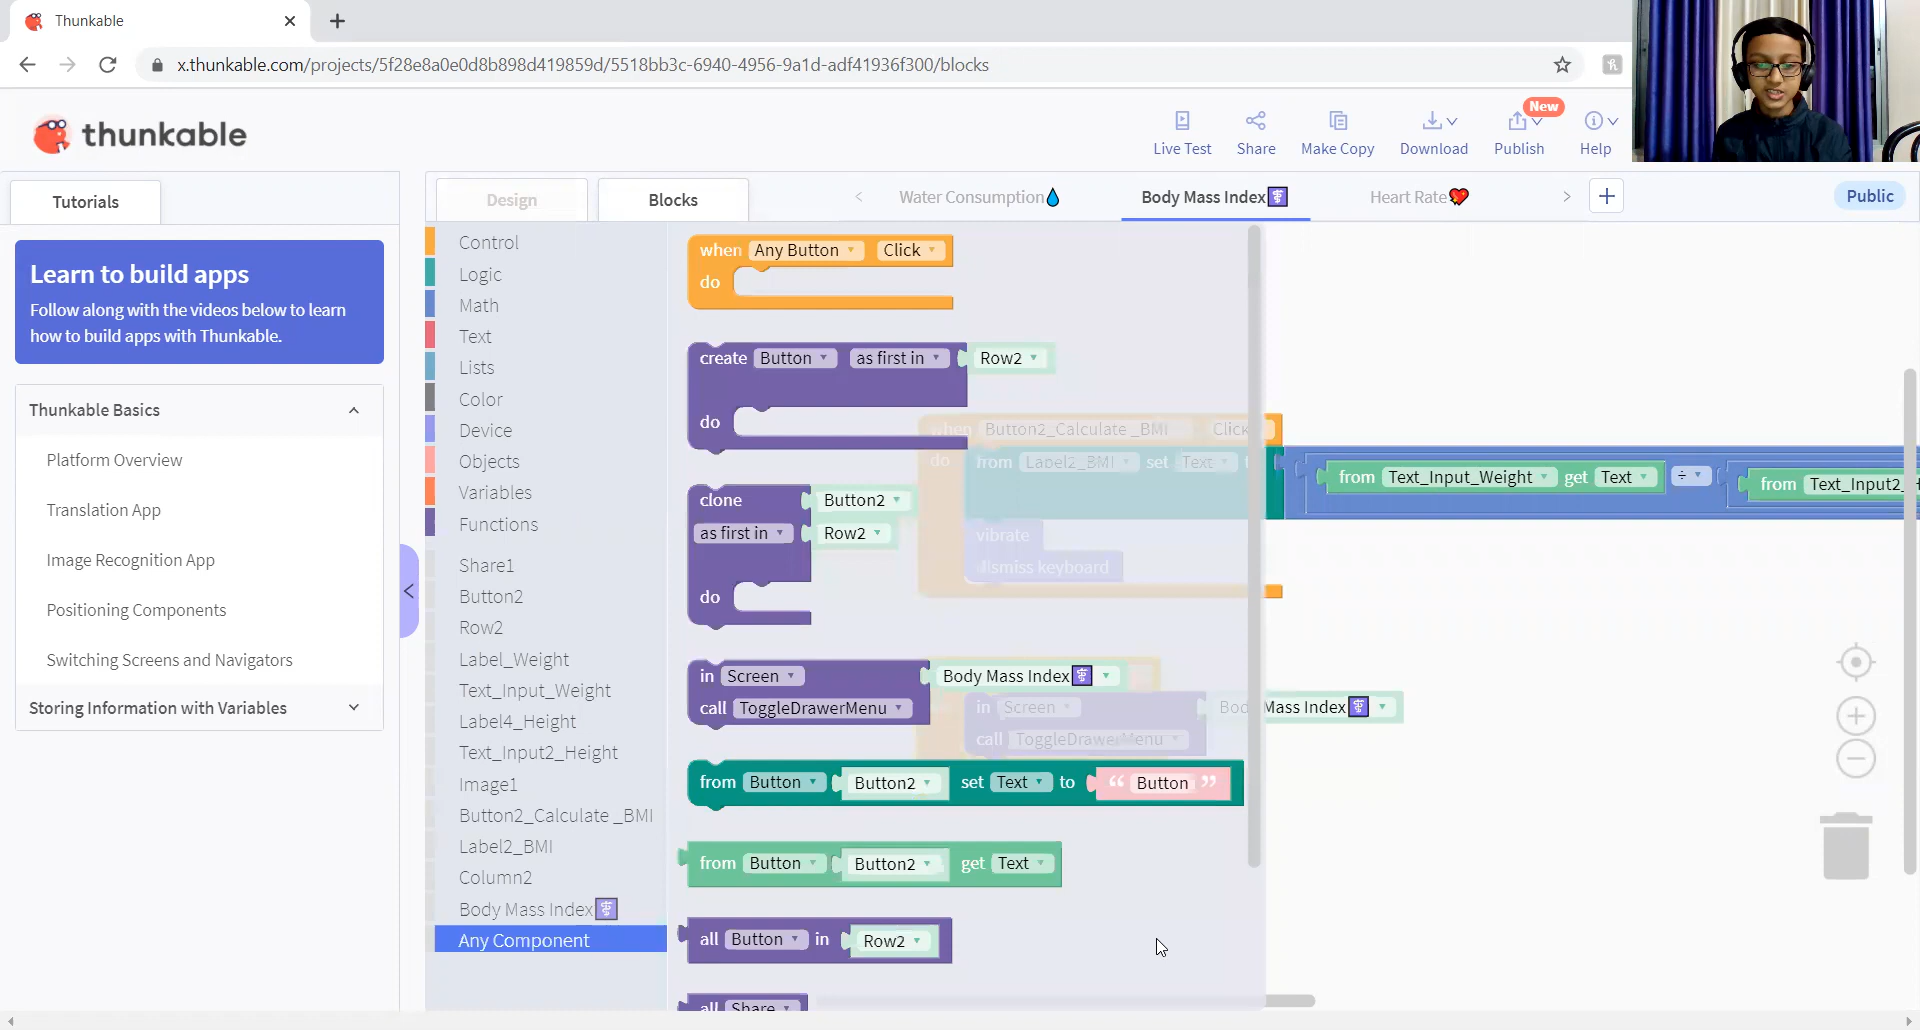 Thunkable
x.thunkable.com/projects/5f28e8a0e0d8b898d419859d/5518bb3c-6940-4956-9a1d-adf41936f300/blocks
thunkable
Live Test
Share
Make Copy
Download
New
Publish
Help
Tutorials
Design
Blocks
Water Consumption
Body Mass Index
Heart Rate
Public
Learn to build apps
Follow along with the videos below to learn
how to build apps with Thunkable.
Thunkable Basics
Platform Overview
Translation App
Image Recognition App
Positioning Components
Switching Screens and Navigators
Storing Information with Variables
Control
Logic
Math
Text
Lists
Color
Device
Objects
Variables
Functions
Share1
Button2
Row2
Label_Weight
Text_Input_Weight
Label4_Height
Text_Input2_Height
Image1
Button2_Calculate _BMI
Label2_BMI
Column2
Body Mass Index
Any Component
when Any Button Click
do
create Button as first in Row2
do
clone Button2
as first in Row2
do
in Screen Body Mass Index
call ToggleDrawerMenu
from Button Button2 set Text to “ Button ”
from Button Button2 get Text
all Button in Row2
all Share
when Button2_Calculate _BMI Click
do from Label2_BMI set Text
from Text_Input_Weight get Text ÷ from
vibrate
dismiss keyboard
in Screen Body Mass Index
call ToggleDrawerMenu